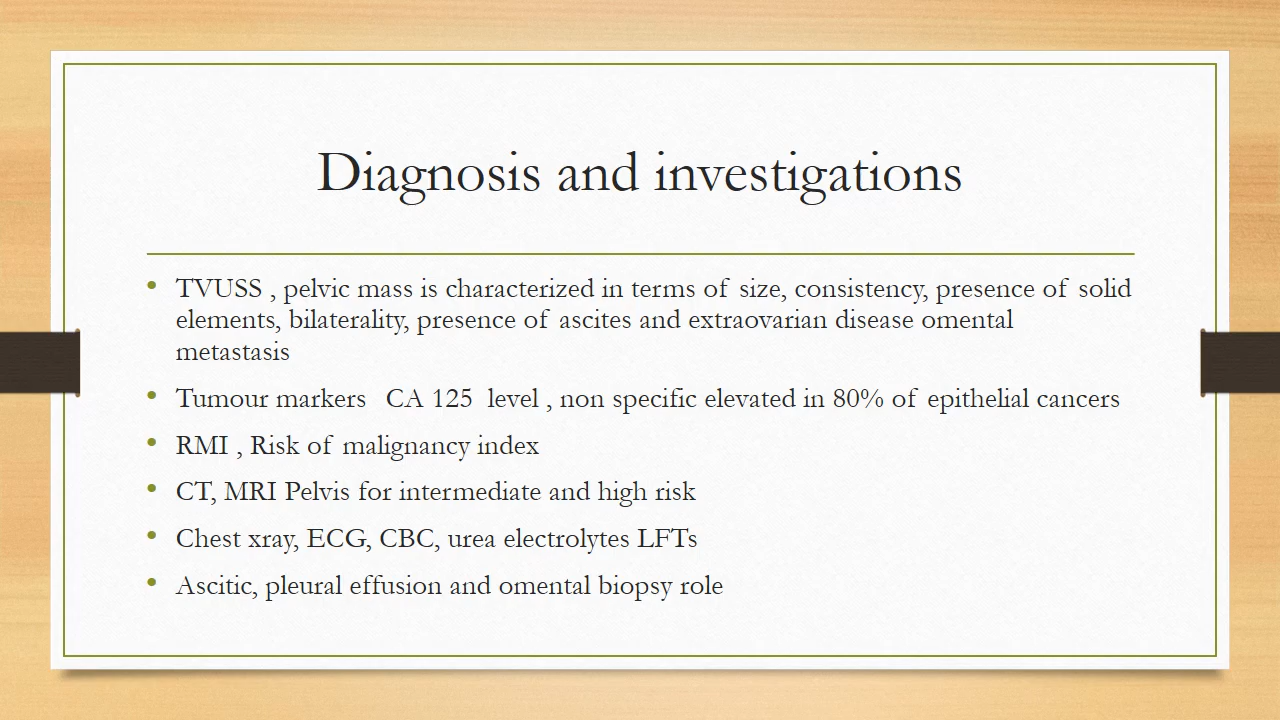 Diagnosis and investigations
• TVUSS , pelvic mass is characterized in terms of size, consistency, presence of solid
elements, bilaterality, presence of ascites and extraovarian disease omental
metastasis
• Tumour markers CA 125 level , non specific elevated in 80% of epithelial cancers
• RMI , Risk of malignancy index
• CT, MRI Pelvis for intermediate and high risk
• Chest xray, ECG, CBC, urea electrolytes LFTs
• Ascitic, pleural effusion and omental biopsy role